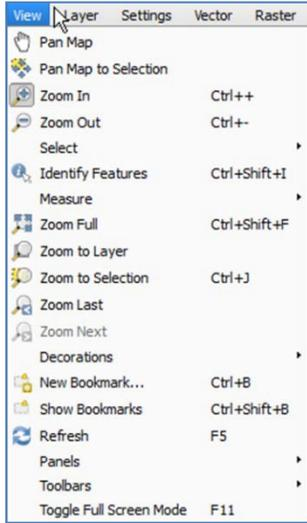 View Layer Settings Vector Raster
Pan Map
Pan Map to Selection
Zoom In Ctrl++
Zoom Out Ctrl+-
Select
Identify Features Ctrl+Shift+I
Measure
Zoom Full Ctrl+Shift+F
Zoom to Layer
Zoom to Selection Ctrl+J
Zoom Last
Zoom Next
Decorations
New Bookmark... Ctrl+B
Show Bookmarks Ctrl+Shift+B
Refresh F5
Panels
Toolbars
Toggle Full Screen Mode F11